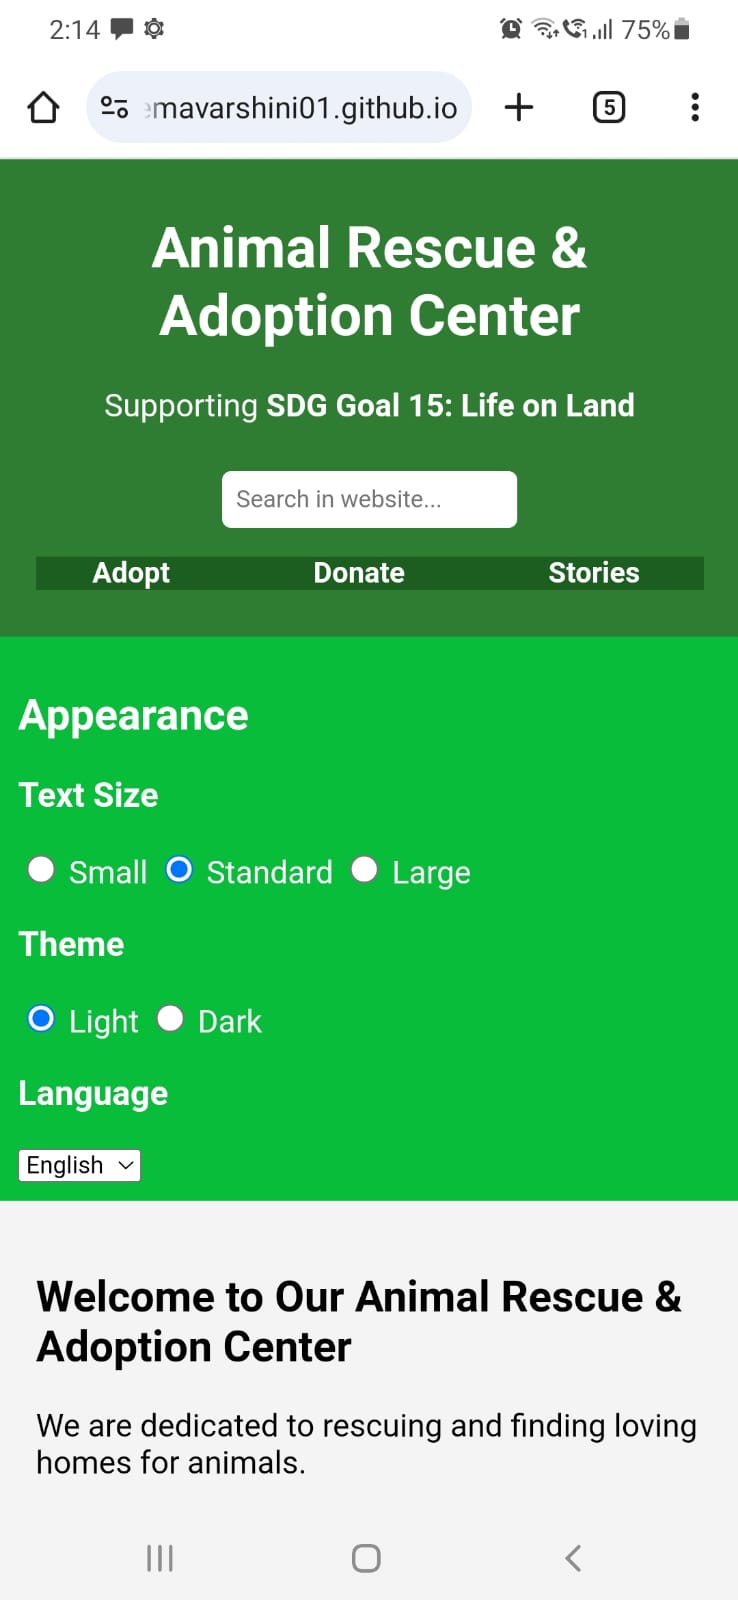 2:14
75%
mavarshini01.github.io
5
Animal Rescue &
Adoption Center
Supporting SDG Goal 15: Life on Land
Search in website...
Adopt Donate Stories
Appearance
Text Size
Small Standard Large
Theme
Light Dark
Language
English
Welcome to Our Animal Rescue &
Adoption Center
We are dedicated to rescuing and finding loving
homes for animals.